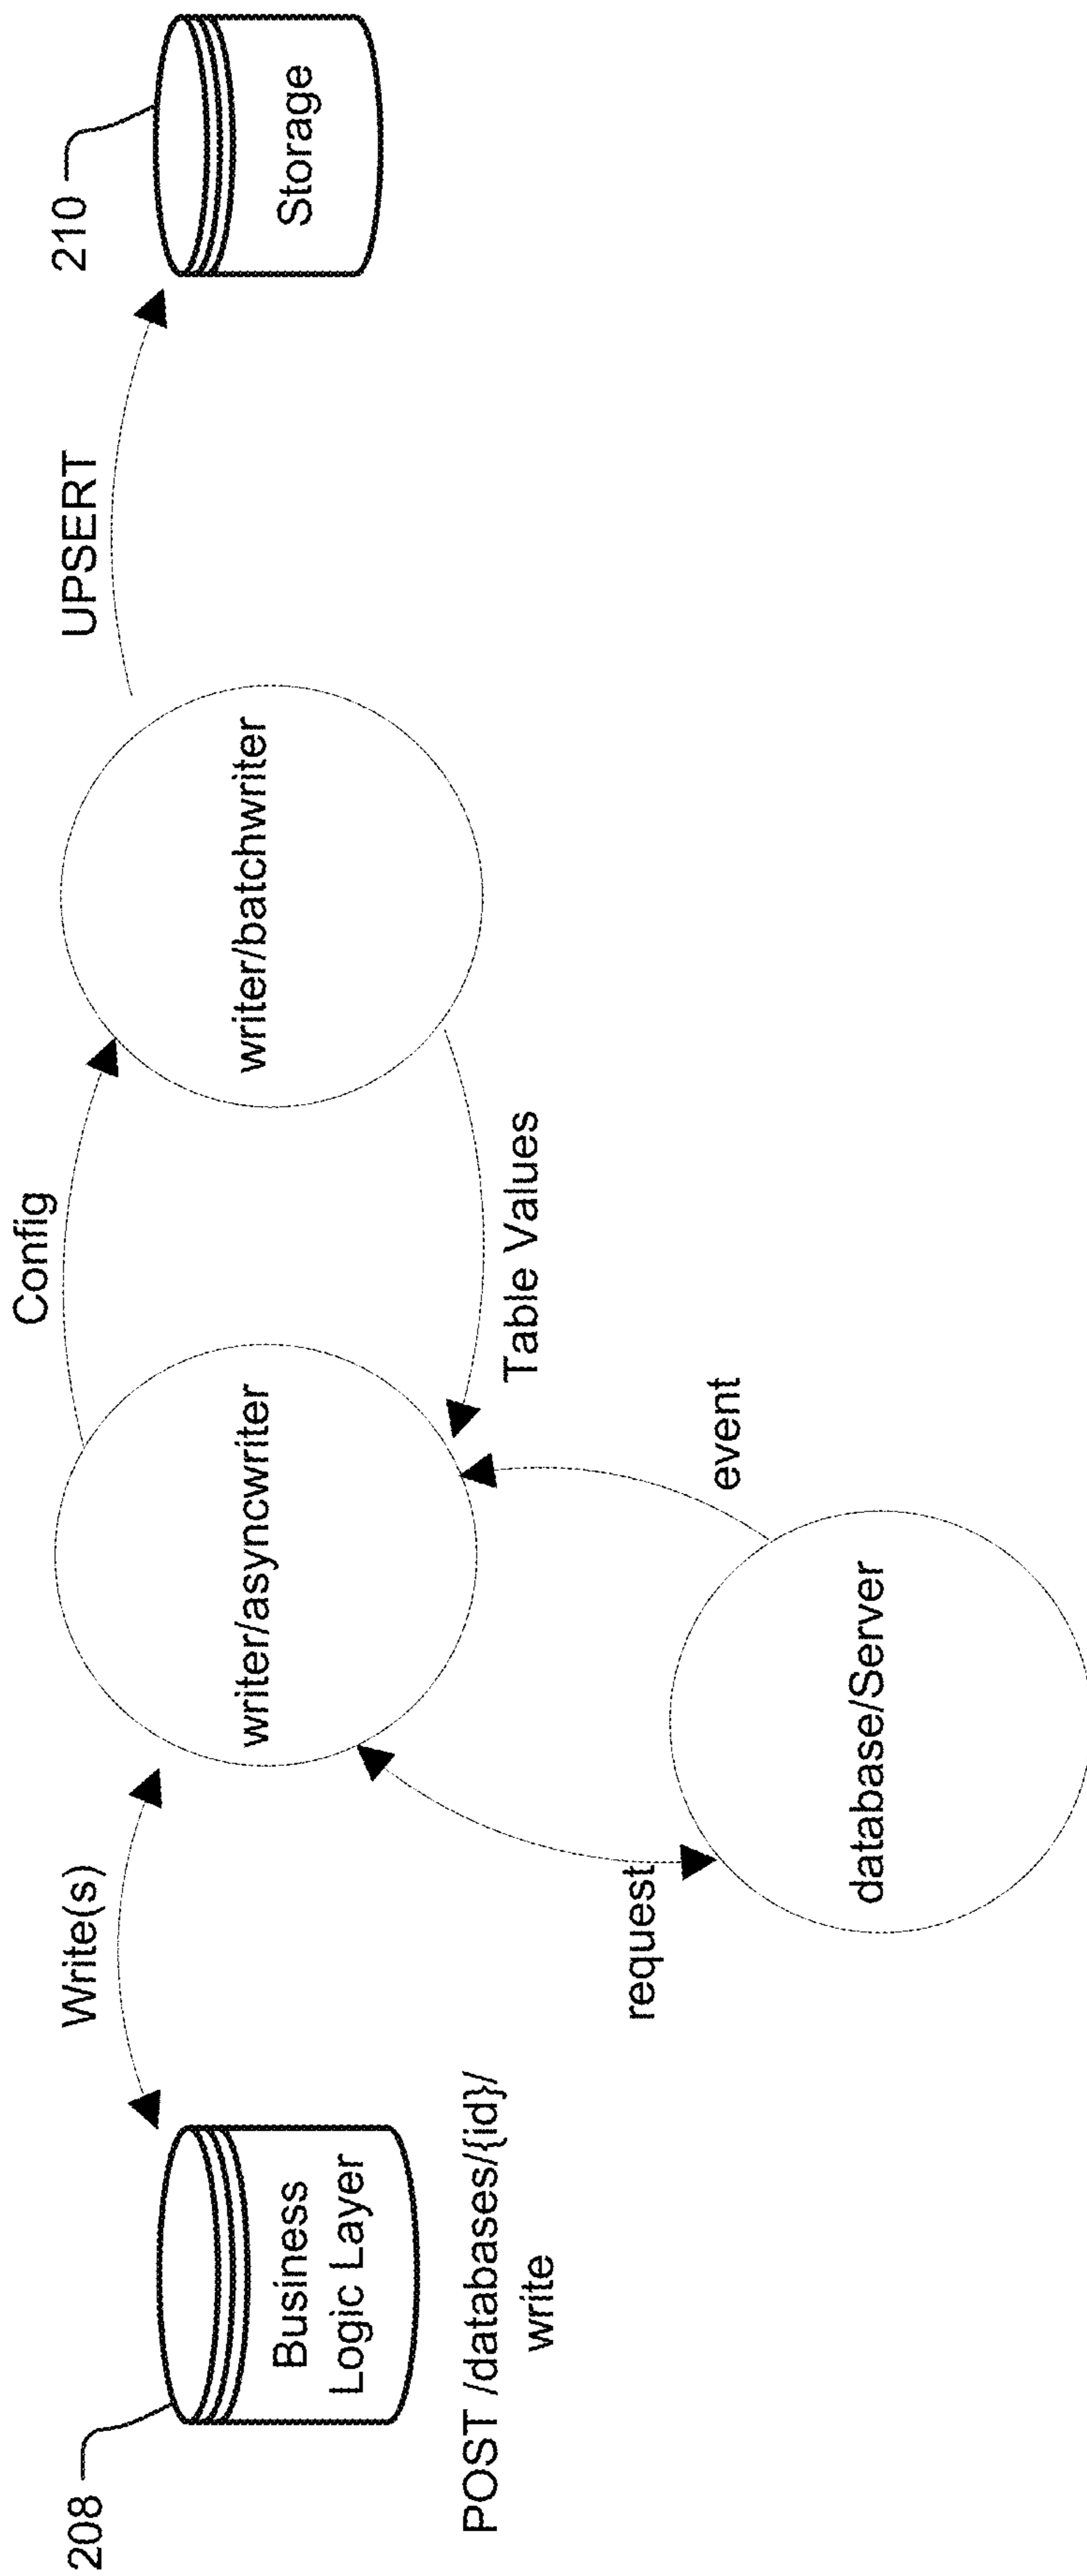 208
Business
Logic Layer
POST /databases/{id}/
write
Write(s)
writer/asyncwriter
request
database/Server
event
Config
Table Values
writer/batchwriter
UPSERT
210
Storage